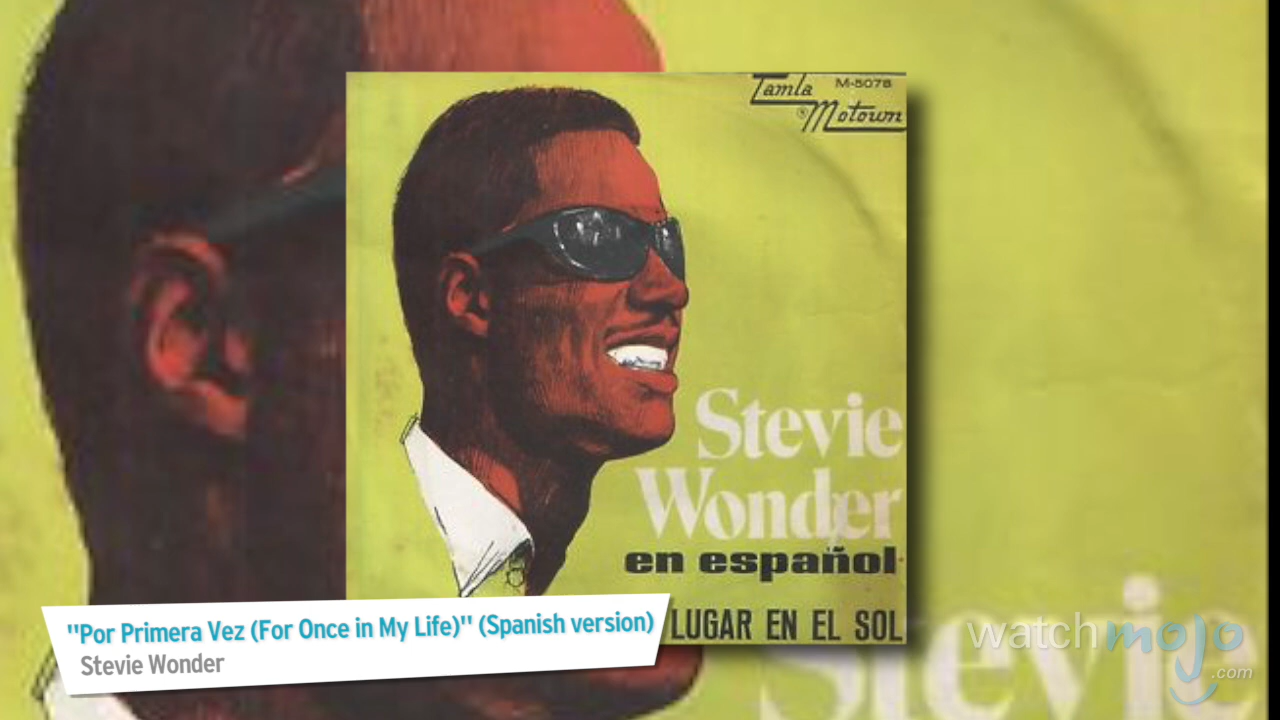 Tamla M-5078
Motown
Stevie
Wonder
en español
LUGAR EN EL SOL
"Por Primera Vez (For Once in My Life)" (Spanish version)
Stevie Wonder
watchmojo
.com
Stevie